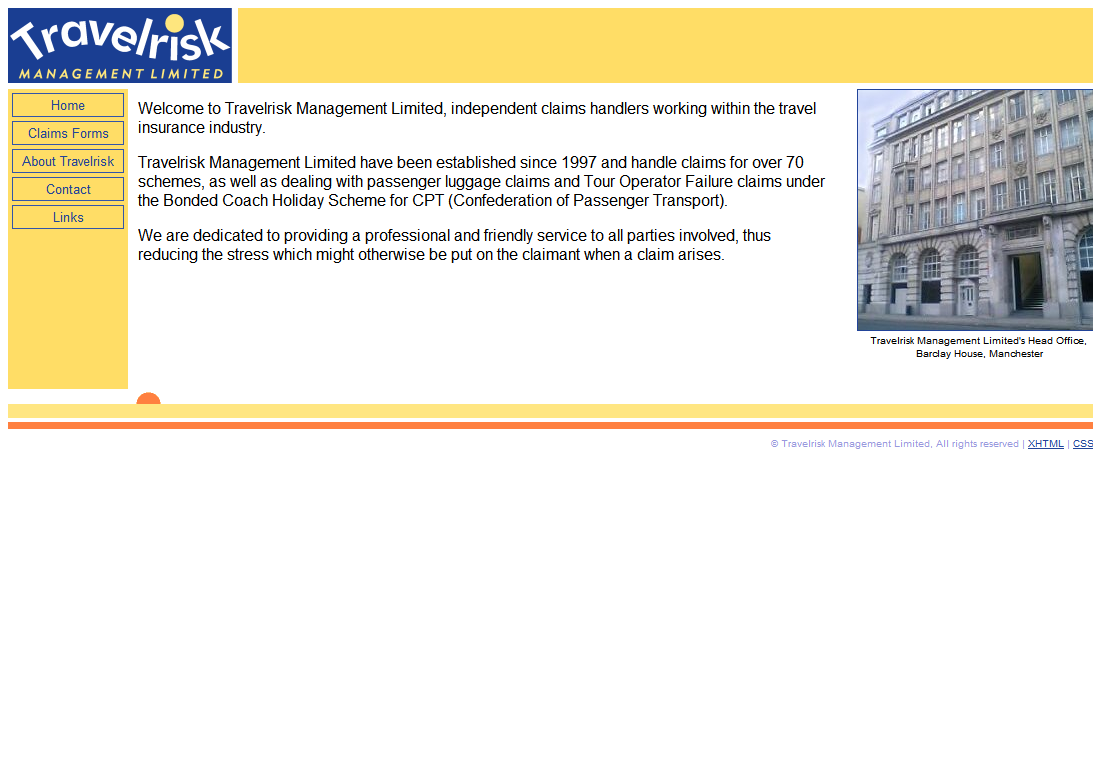 Travelrisk
MANAGEMENT LIMITED
Home
Claims Forms
About Travelrisk
Contact
Links
Welcome to Travelrisk Management Limited, independent claims handlers working within the travel
insurance industry.
Travelrisk Management Limited have been established since 1997 and handle claims for over 70
schemes, as well as dealing with passenger luggage claims and Tour Operator Failure claims under
the Bonded Coach Holiday Scheme for CPT (Confederation of Passenger Transport).
We are dedicated to providing a professional and friendly service to all parties involved, thus
reducing the stress which might otherwise be put on the claimant when a claim arises.
Travelrisk Management Limited's Head Office,
Barclay House, Manchester
© Travelrisk Management Limited, All rights reserved | XHTML | CSS